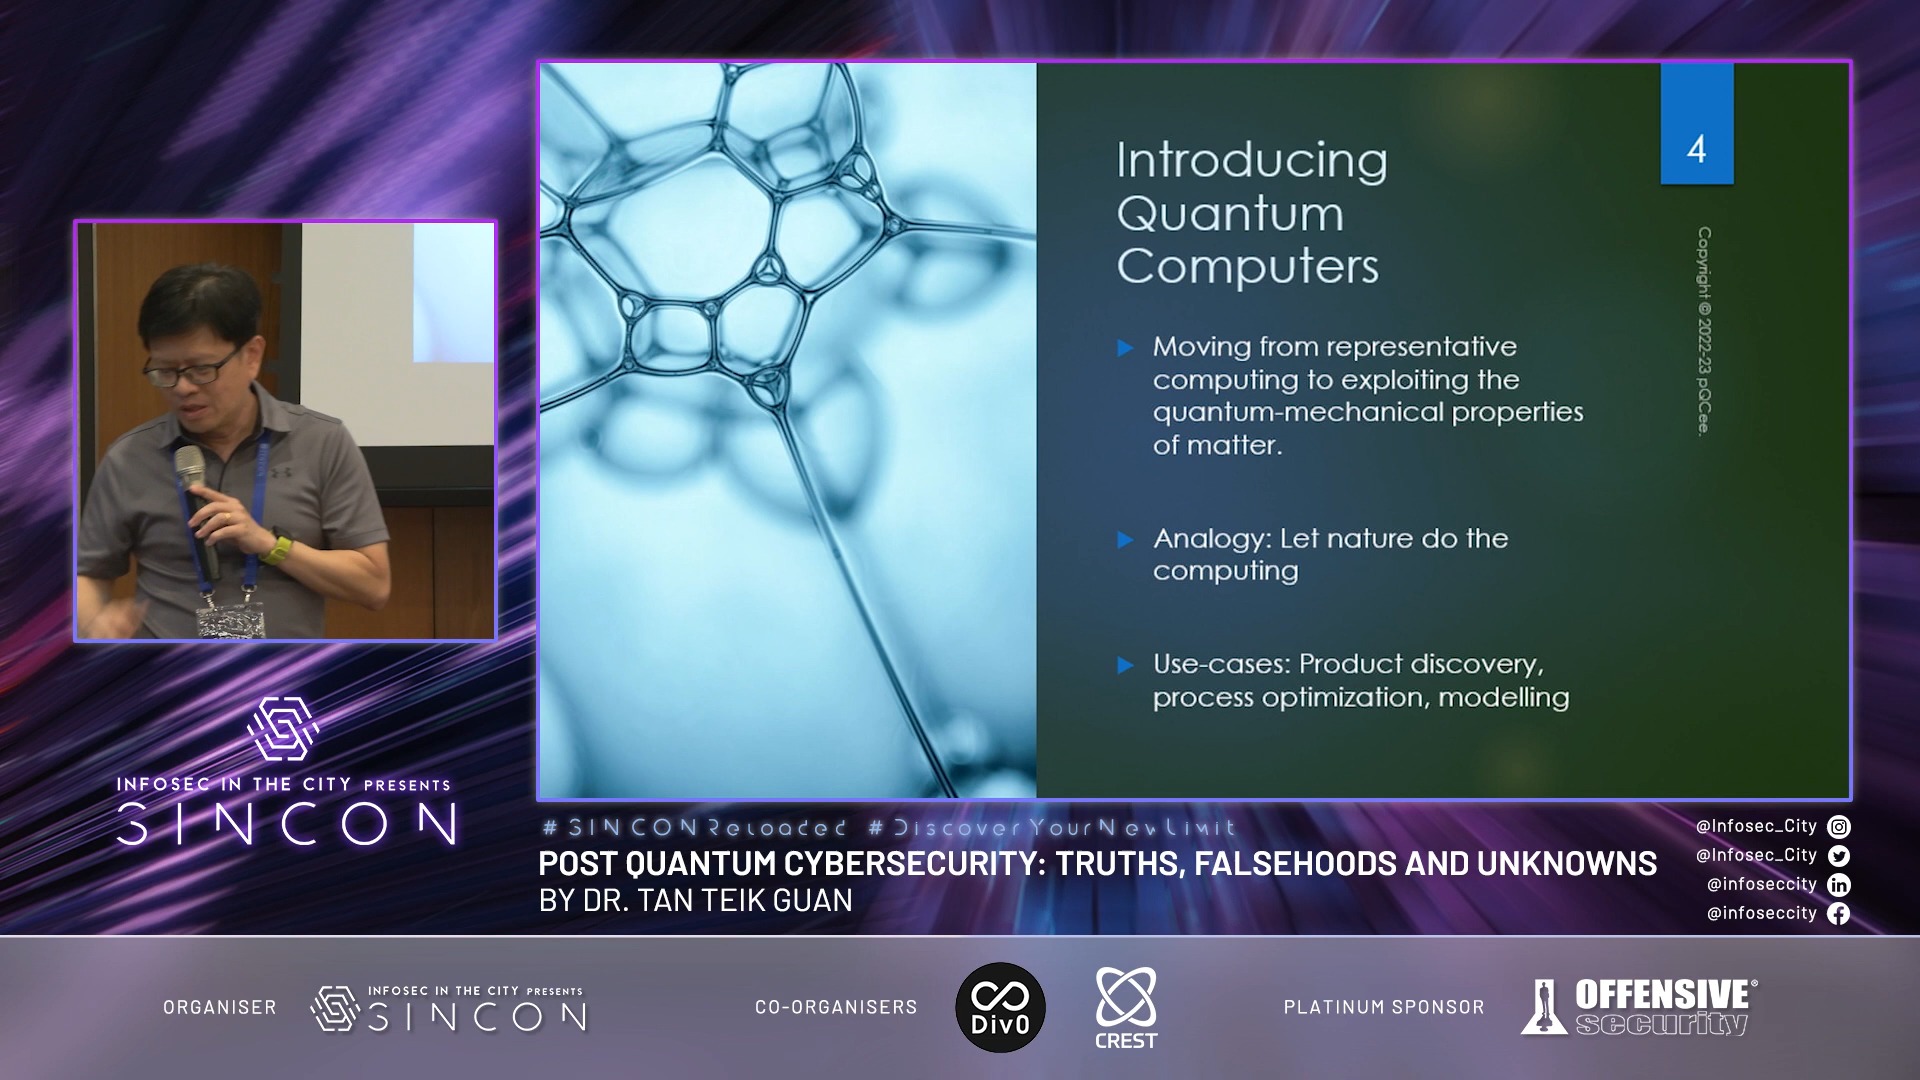 Introducing
Quantum
Computers
4
Copyright © 2022-23 pQCee.
Moving from representative
computing to exploiting the
quantum-mechanical properties
of matter.
Analogy: Let nature do the
computing
Use-cases: Product discovery,
process optimization, modelling
INFOSEC IN THE CITY PRESENTS
SINCON
#SINCONReloaded #DiscoverYourNewLimit
POST QUANTUM CYBERSECURITY: TRUTHS, FALSEHOODS AND UNKNOWNS
BY DR. TAN TEIK GUAN
@Infosec_City
@Infosec_City
@infoseccity
@infoseccity
ORGANISER
INFOSEC IN THE CITY PRESENTS
SINCON
CO-ORGANISERS
Div0
CREST
PLATINUM SPONSOR
OFFENSIVE®
security